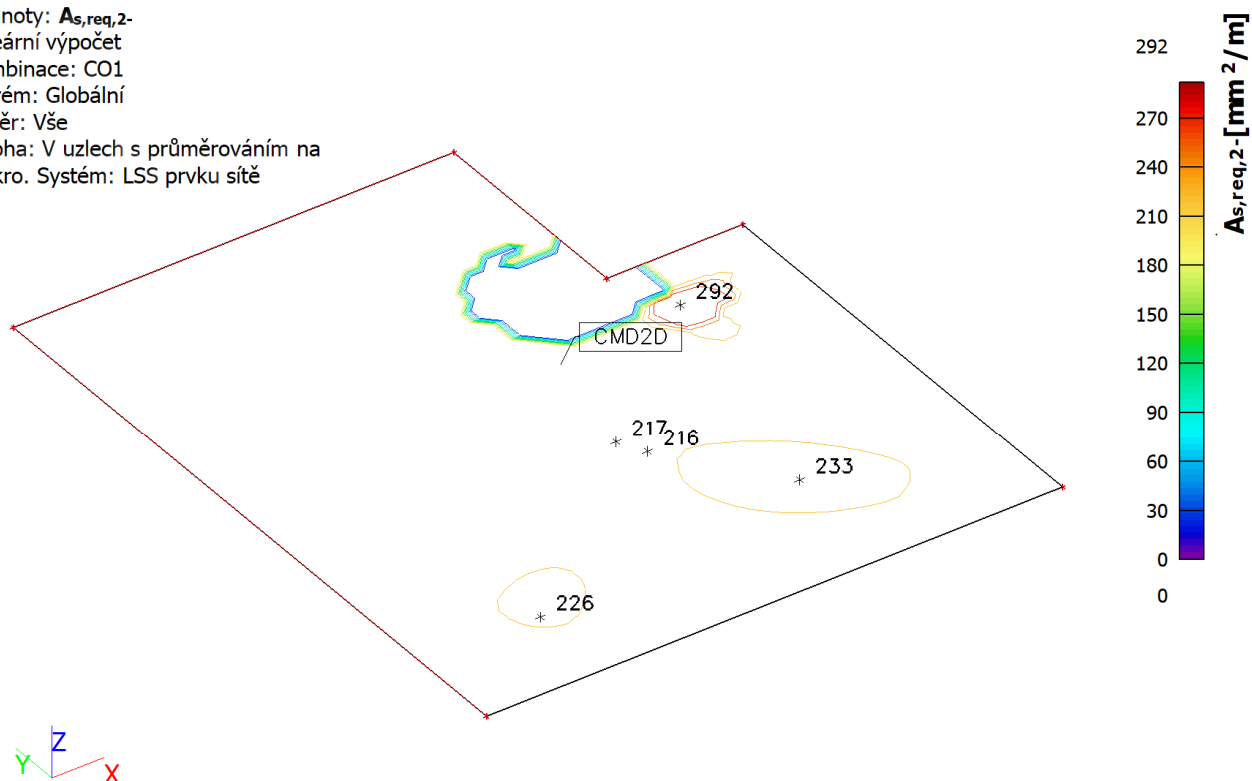 noty: As,req,2-
eární výpočet
mbinace: CO1
rém: Globální
ěr: Vše
oha: V uzlech s průměrováním na
kro. Systém: LSS prvku sítě
292
270
240
210
180
150
120
90
60
30
0
0
As,req,2-[mm²/m]
292
CMD2D
217
216
233
226
Z
Y
X